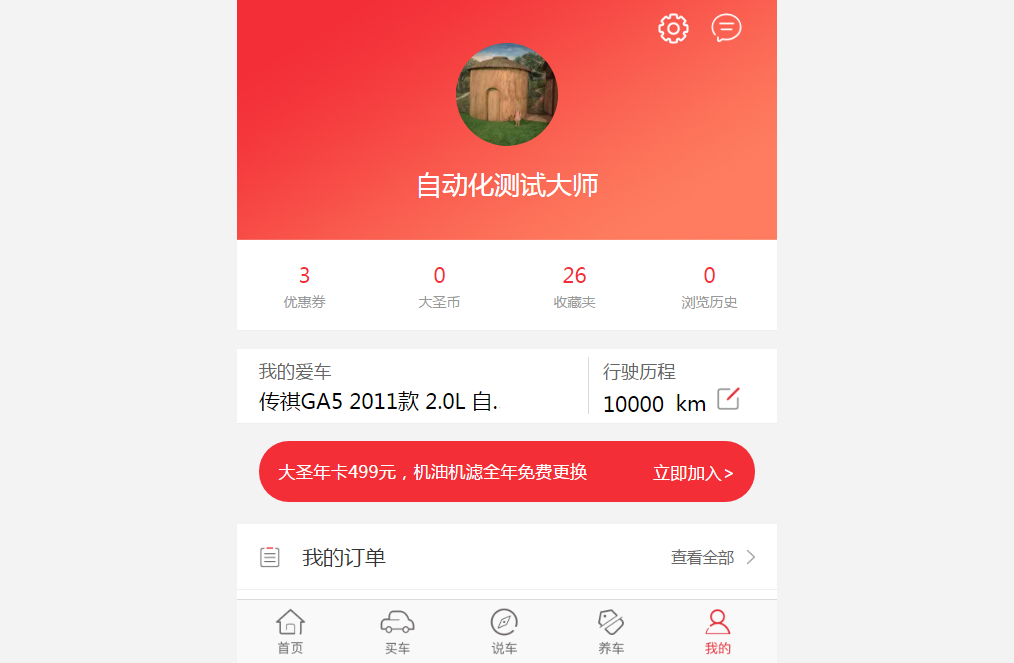 自动化测试大师
3 0 26 0
优惠券 大圣币 收藏夹 浏览历史
我的爱车 行驶历程
传祺GA5 2011款 2.0L 自. 10000 km
大圣年卡499元，机油机滤全年免费更换 立即加入>
我的订单 查看全部
首页 买车 说车 养车 我的